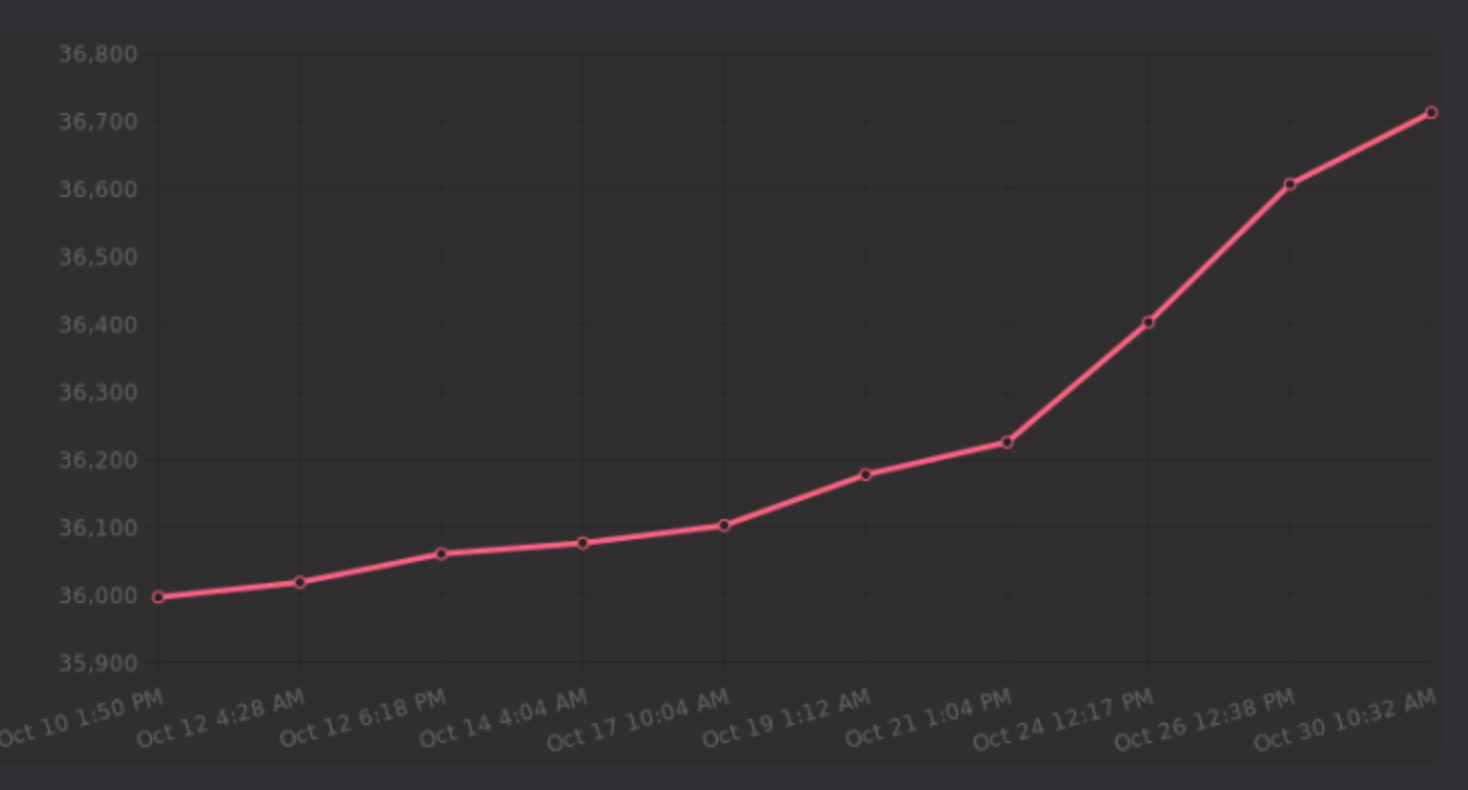 36,800
36,700
36,600
36,500
36,400
36,300
36,200
36,100
36,000
35,900
Oct 10 1:50 PM
Oct 12 4:28 AM
Oct 12 6:18 PM
Oct 14 4:04 AM
Oct 17 10:04 AM
Oct 19 1:12 AM
Oct 21 1:04 PM
Oct 24 12:17 PM
Oct 26 12:38 PM
Oct 30 10:32 AM